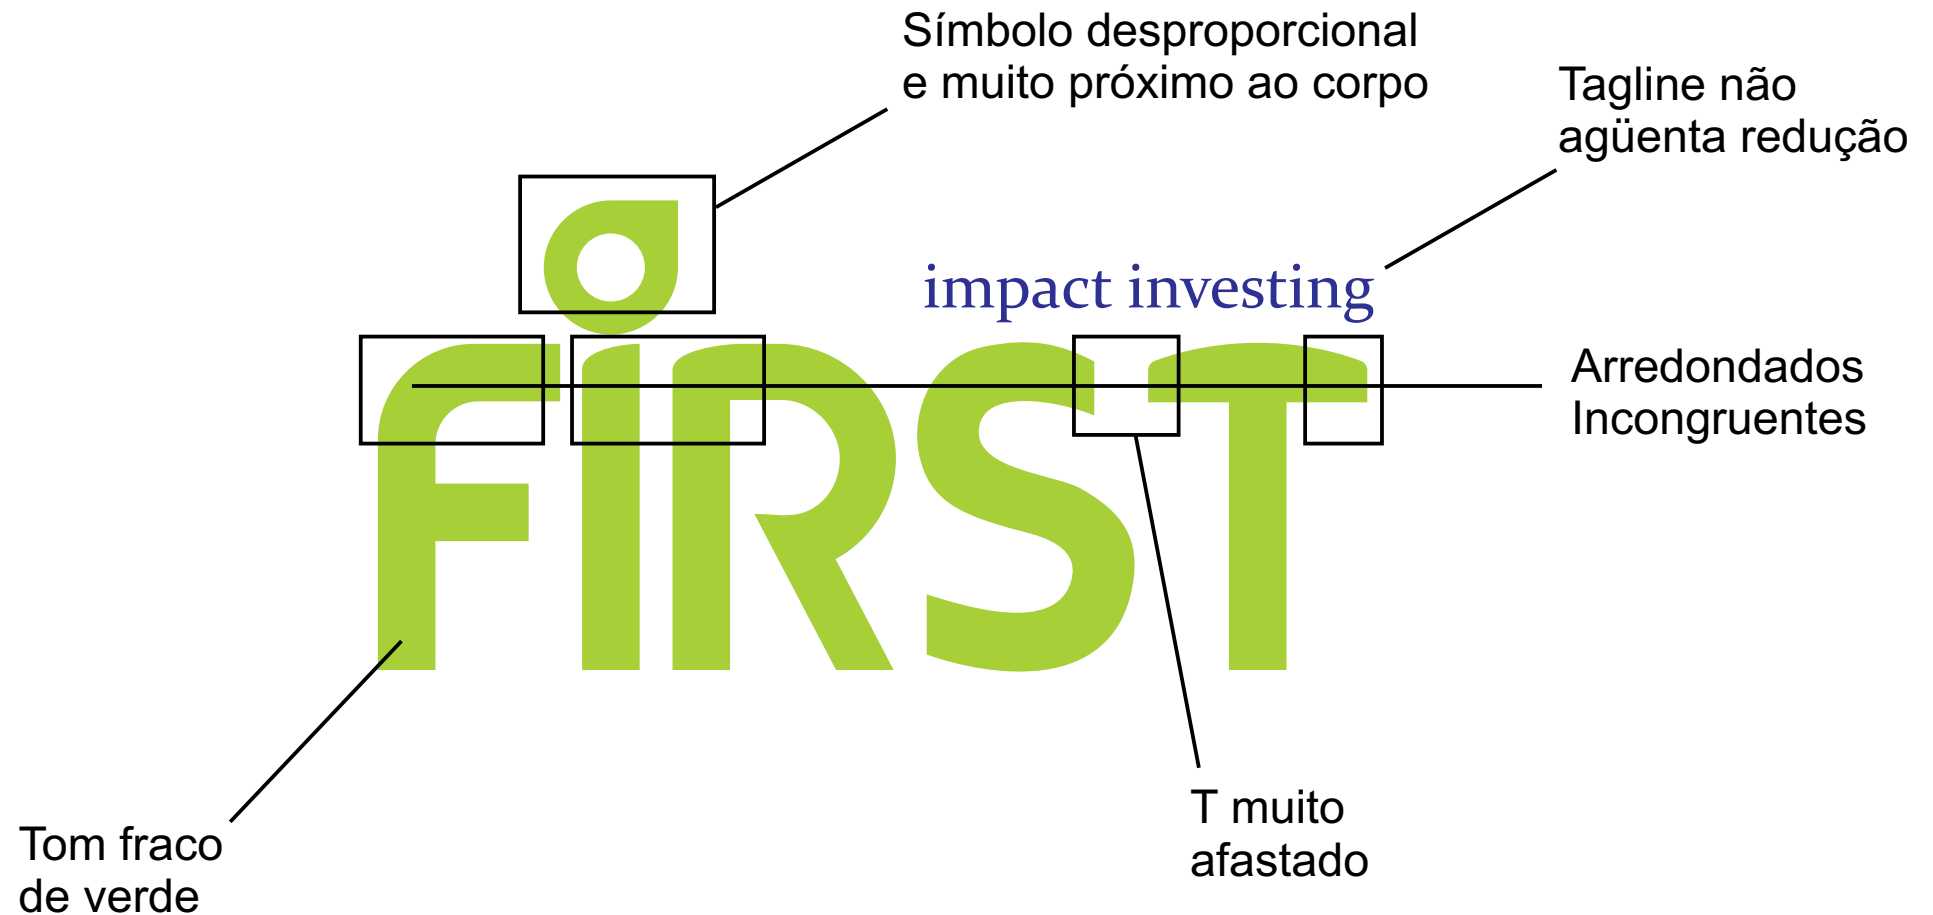 Símbolo desproporcional
e muito próximo ao corpo
Tagline não
agüenta redução
impact investing
FiRST
Arredondados
Incongruentes
T muito
afastado
Tom fraco
de verde